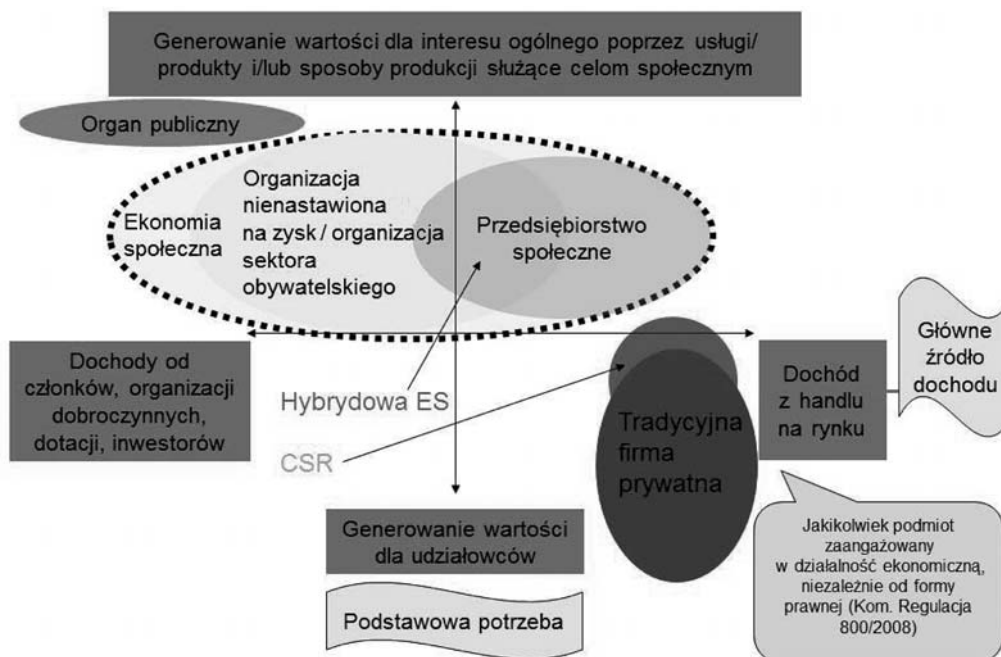 Generowanie wartości dla interesu ogólnego poprzez usługi/
produkty i/lub sposoby produkcji służące celom społecznym
Organ publiczny
Ekonomia
społeczna
Organizacja
nienastawiona
na zysk / organizacja
sektora
obywatelskiego
Przedsiębiorstwo
społeczne
Dochody od
członków, organizacji
dobroczynnych,
dotacji, inwestorów
Hybrydowa ES
CSR
Tradycyjna
firma
prywatna
Dochód
z handlu
na rynku
Główne
źródło
dochodu
Generowanie wartości
dla udziałowców
Podstawowa potrzeba
Jakikolwiek podmiot
zaangażowany
w działalność ekonomiczną,
niezależnie od formy
prawnej (Kom. Regulacja
800/2008)